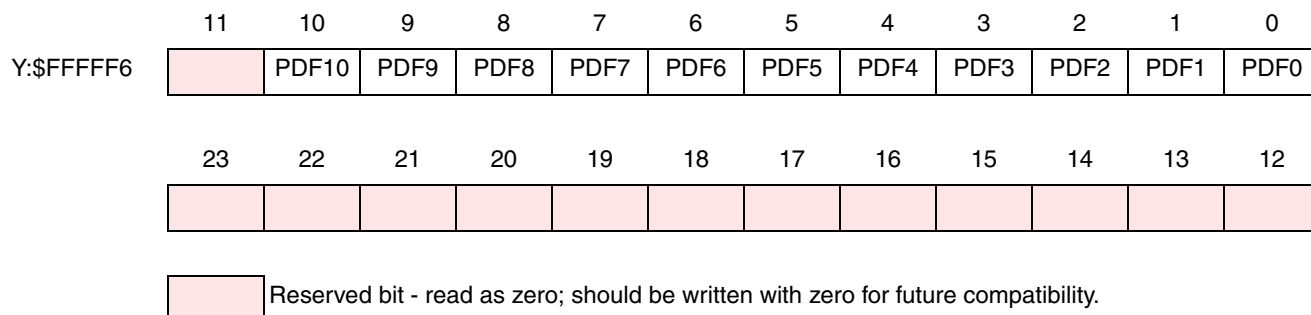 11 10 9 8 7 6 5 4 3 2 1 0
Y:$FFFFF6 PDF10 PDF9 PDF8 PDF7 PDF6 PDF5 PDF4 PDF3 PDF2 PDF1 PDF0
23 22 21 20 19 18 17 16 15 14 13 12
Reserved bit - read as zero; should be written with zero for future compatibility.